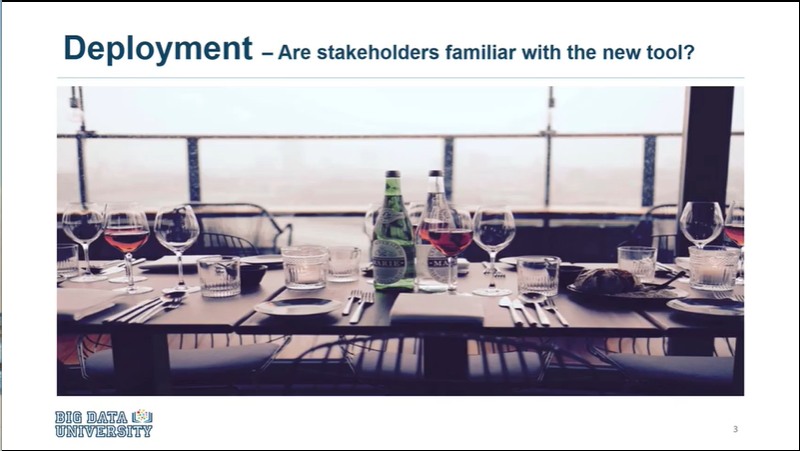 Deployment – Are stakeholders familiar with the new tool?
BIG DATA
UNIVERSITY
3